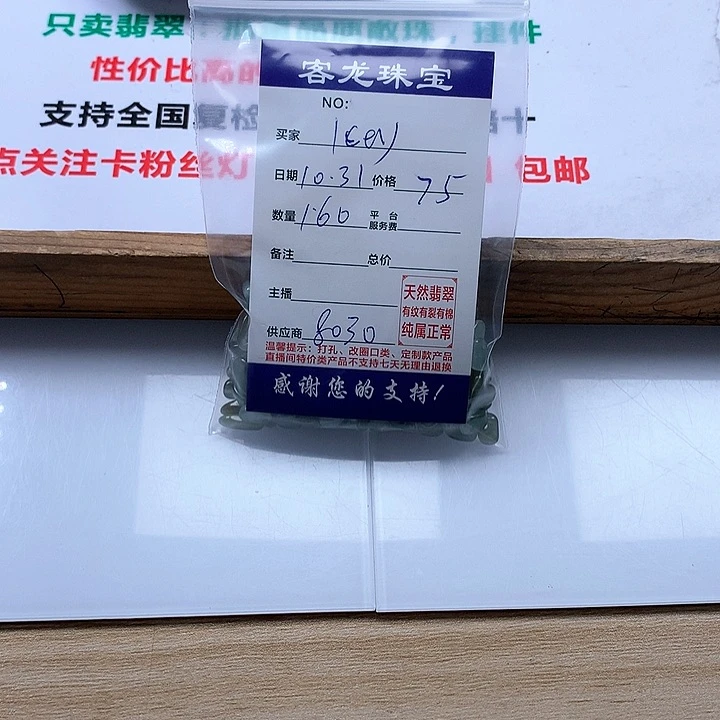 只卖翡翠
散珠，挂件
性价比高的
支持全国复检
点关注卡粉丝灯
包邮
客龙珠宝
NO:
买家
日期 10.31 价格 75
数量 160 平台服务费
备注 总价
主播
供应商 8030
天然翡翠
有纹有裂有棉
纯属正常
温馨提示：打孔、改圈口类、定制款产品
直播间特价类产品不支持七天无理由退换
感谢您的支持！